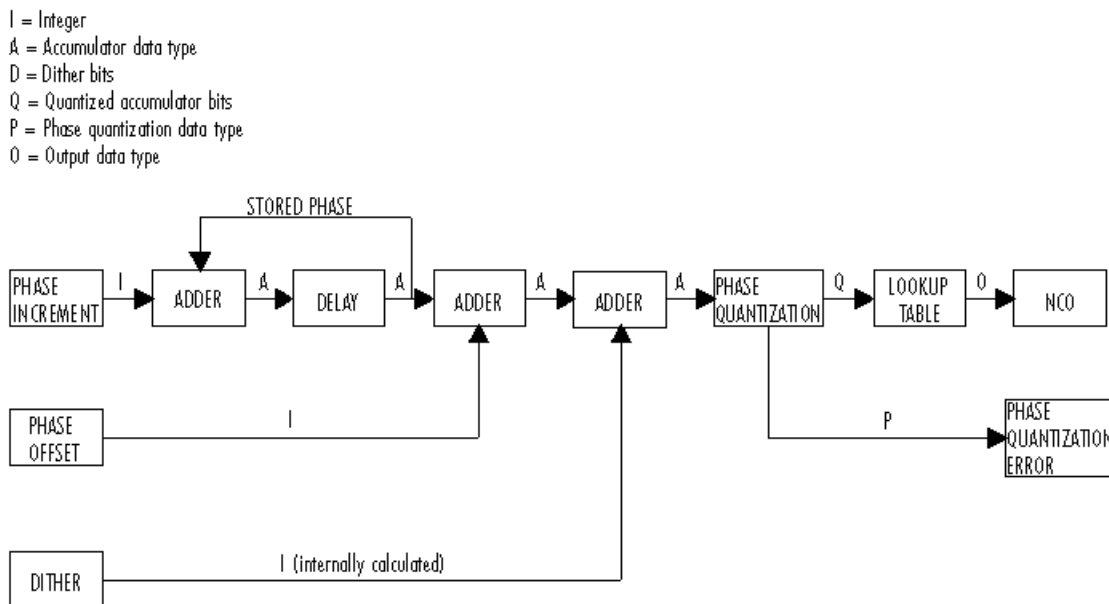 I = Integer
A = Accumulator data type
D = Dither bits
Q = Quantized accumulator bits
P = Phase quantization data type
O = Output data type
STORED PHASE
PHASE
INCREMENT
I
ADDER
A
DELAY
A
ADDER
A
ADDER
A
PHASE
QUANTIZATION
Q
LOOKUP
TABLE
O
NCO
PHASE
OFFSET
I
P
PHASE
QUANTIZATION
ERROR
DITHER
I (internally calculated)